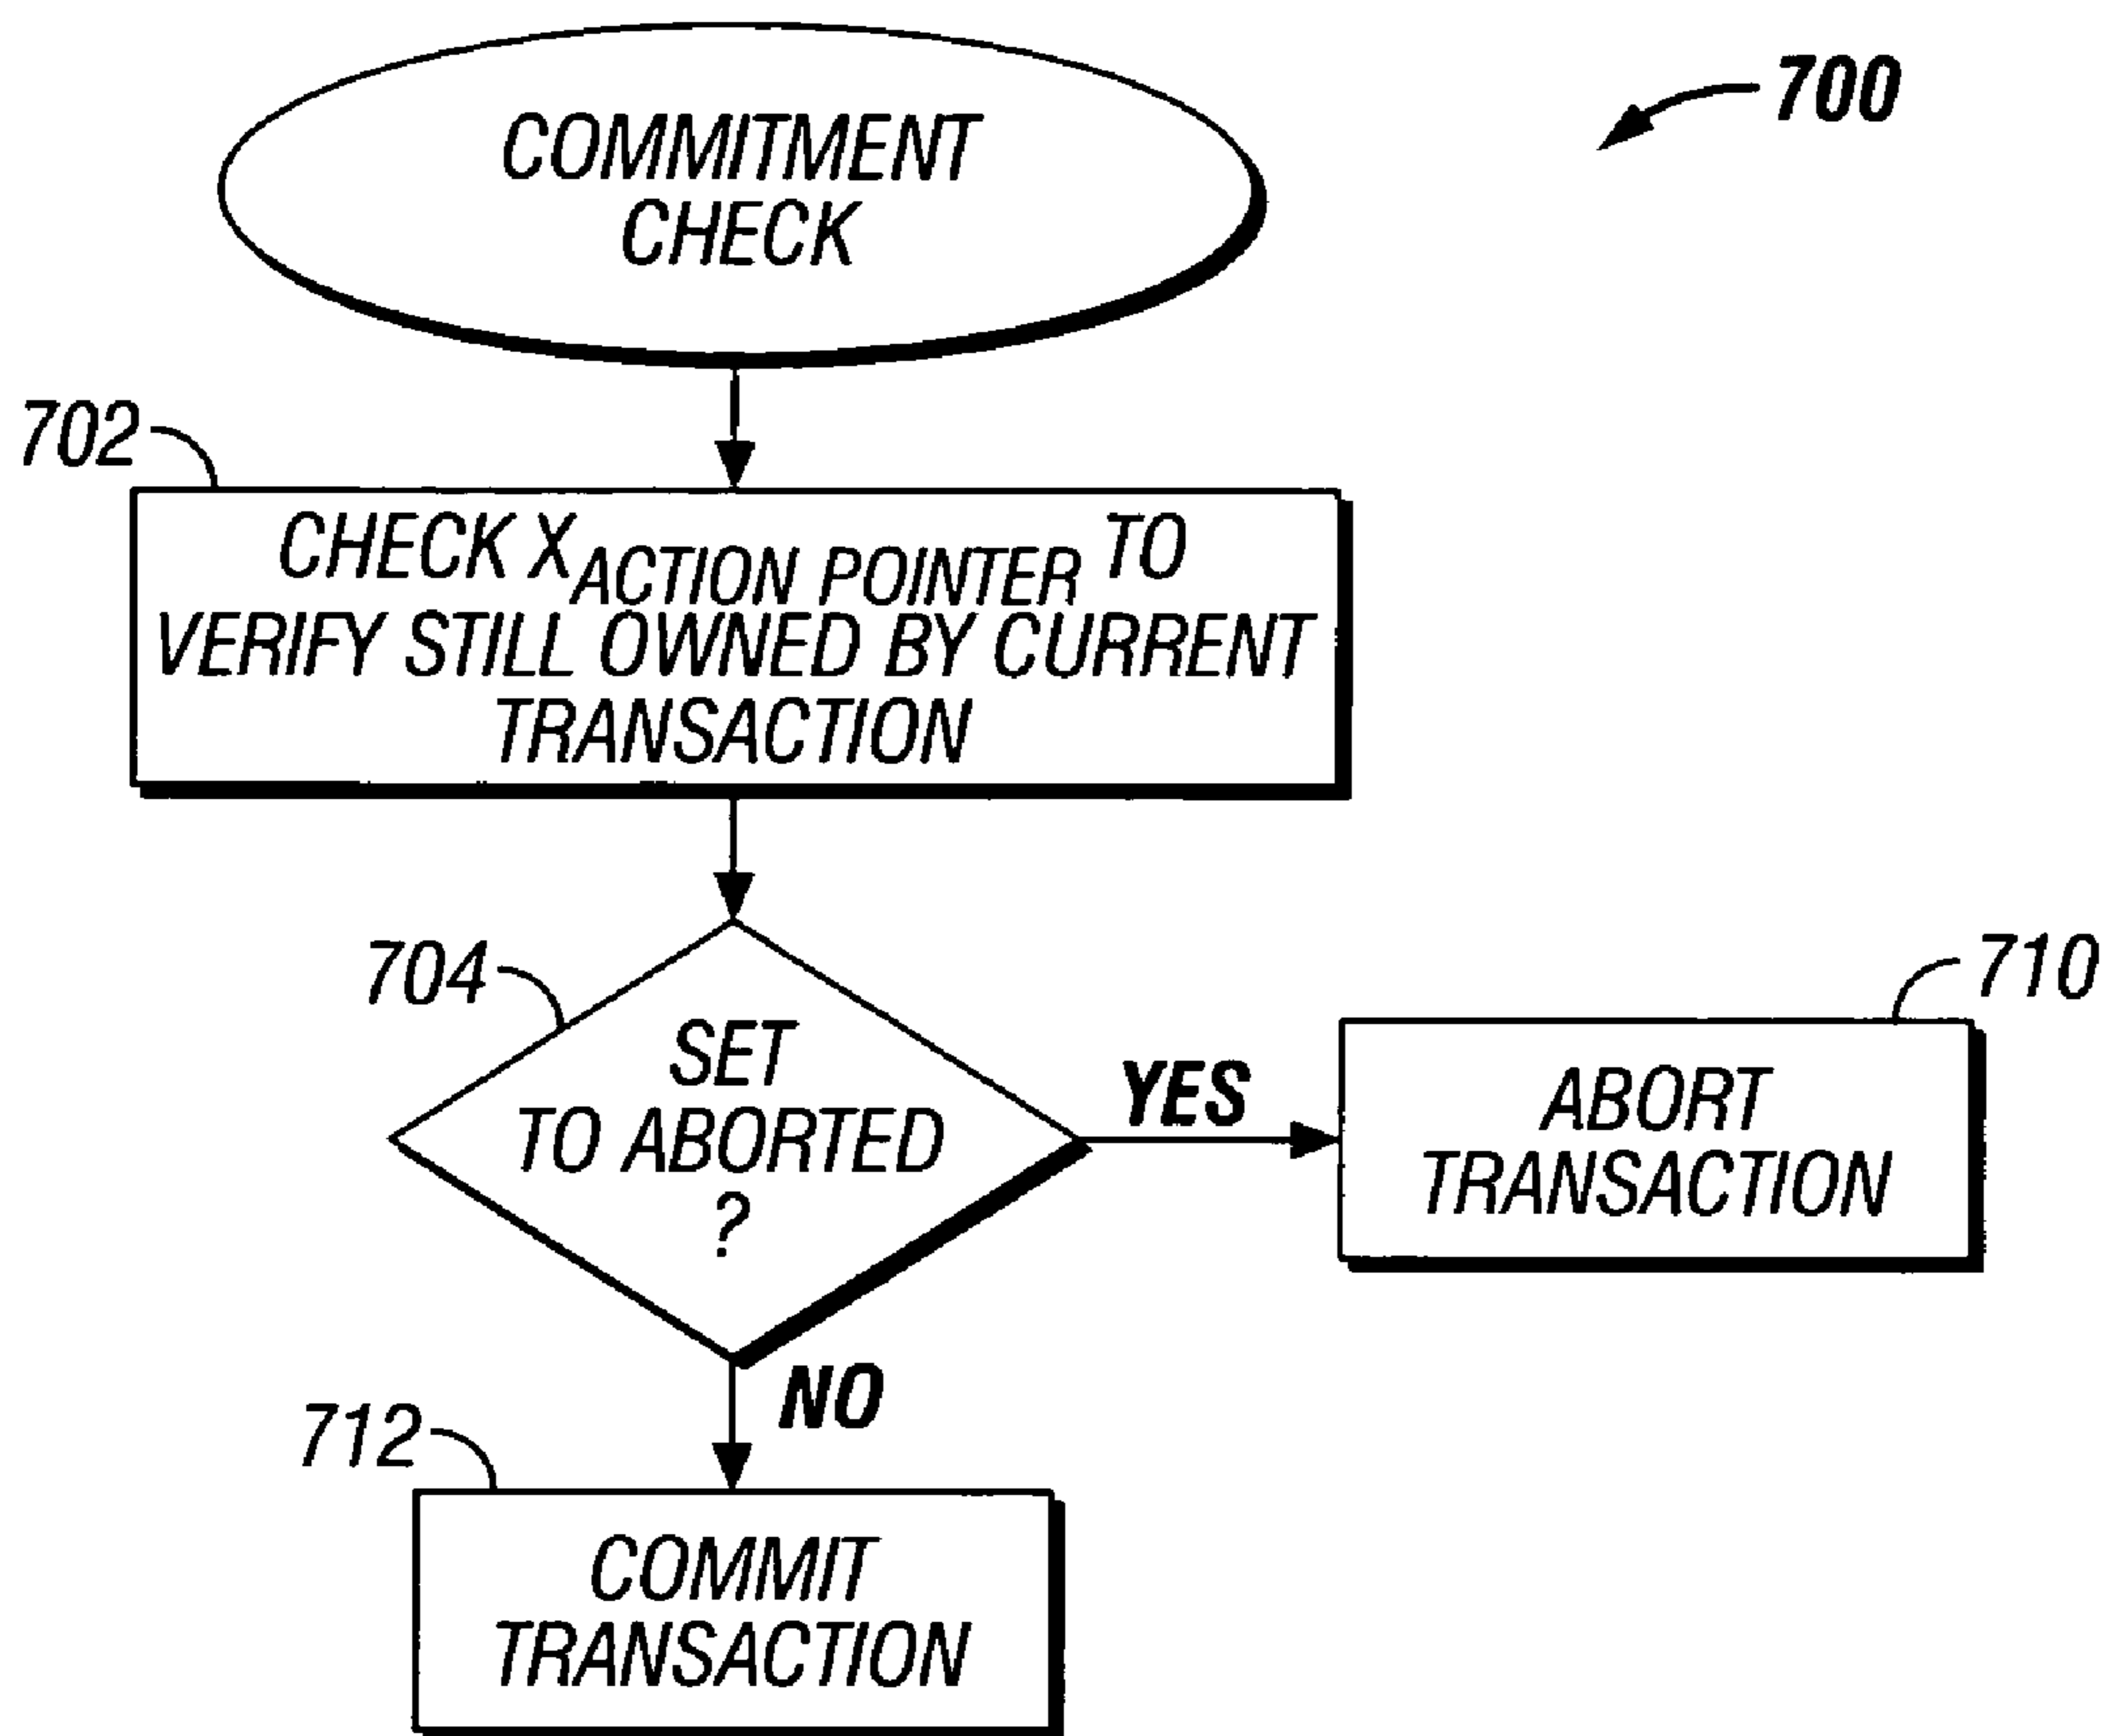 COMMITMENT
CHECK
700
702
CHECK XACTION POINTER TO
VERIFY STILL OWNED BY CURRENT
TRANSACTION
704
SET
TO ABORTED
?
YES
710
ABORT
TRANSACTION
NO
712
COMMIT
TRANSACTION